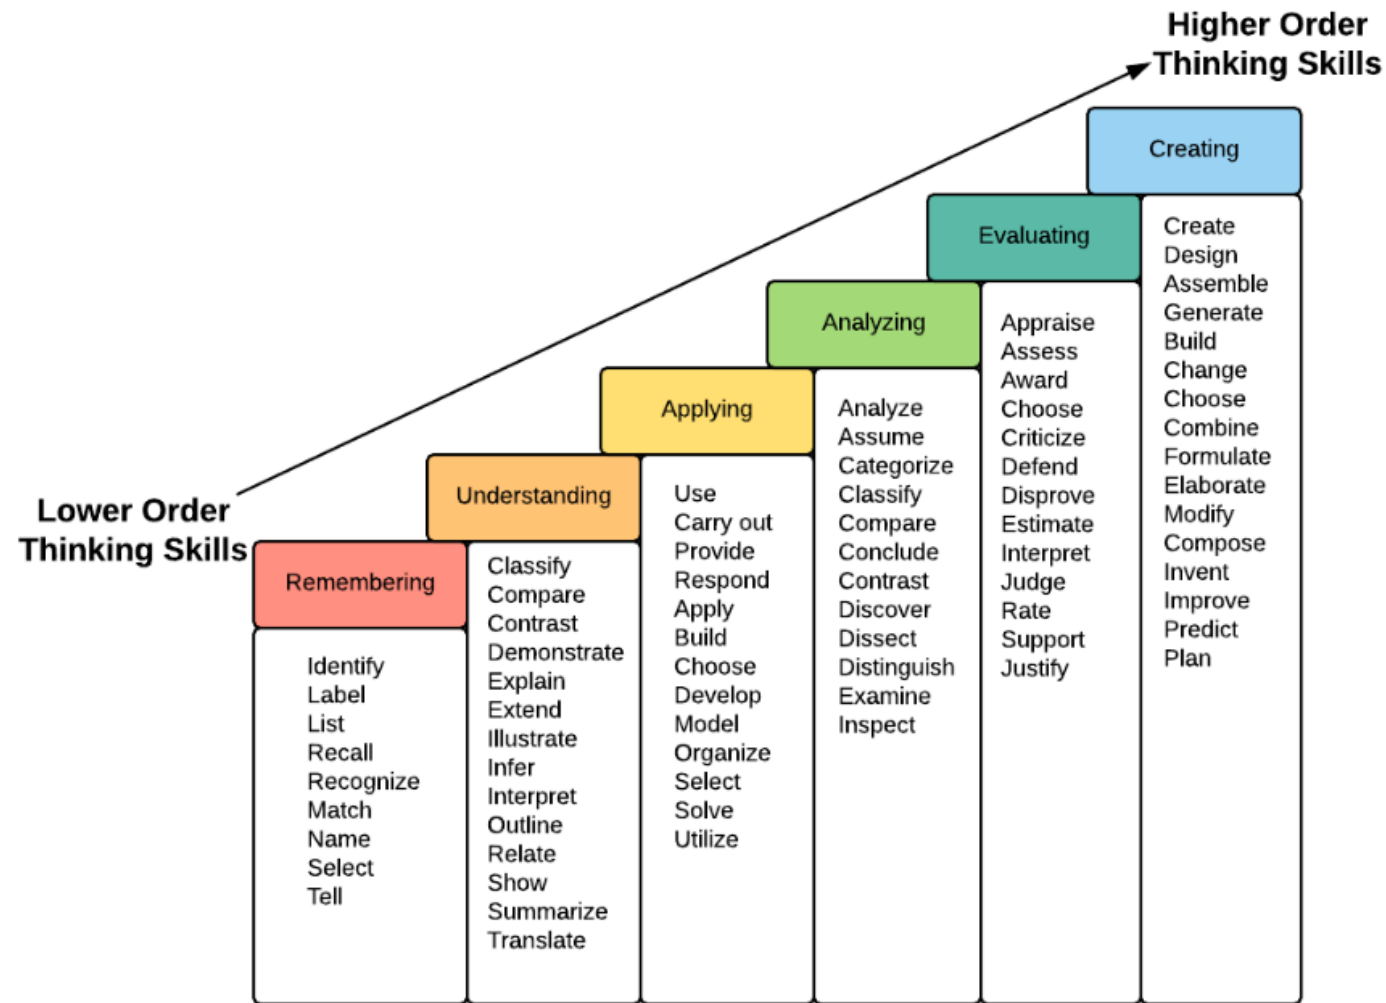 Higher Order
Thinking Skills
Creating
Create
Design
Assemble
Generate
Build
Change
Choose
Combine
Formulate
Elaborate
Modify
Compose
Invent
Improve
Predict
Plan
Evaluating
Appraise
Assess
Award
Choose
Criticize
Defend
Disprove
Estimate
Interpret
Judge
Rate
Support
Justify
Analyzing
Analyze
Assume
Categorize
Classify
Compare
Conclude
Contrast
Discover
Dissect
Distinguish
Examine
Inspect
Applying
Use
Carry out
Provide
Respond
Apply
Build
Choose
Develop
Model
Organize
Select
Solve
Utilize
Understanding
Classify
Compare
Contrast
Demonstrate
Explain
Extend
Illustrate
Infer
Interpret
Outline
Relate
Show
Summarize
Translate
Lower Order
Thinking Skills
Remembering
Identify
Label
List
Recall
Recognize
Match
Name
Select
Tell